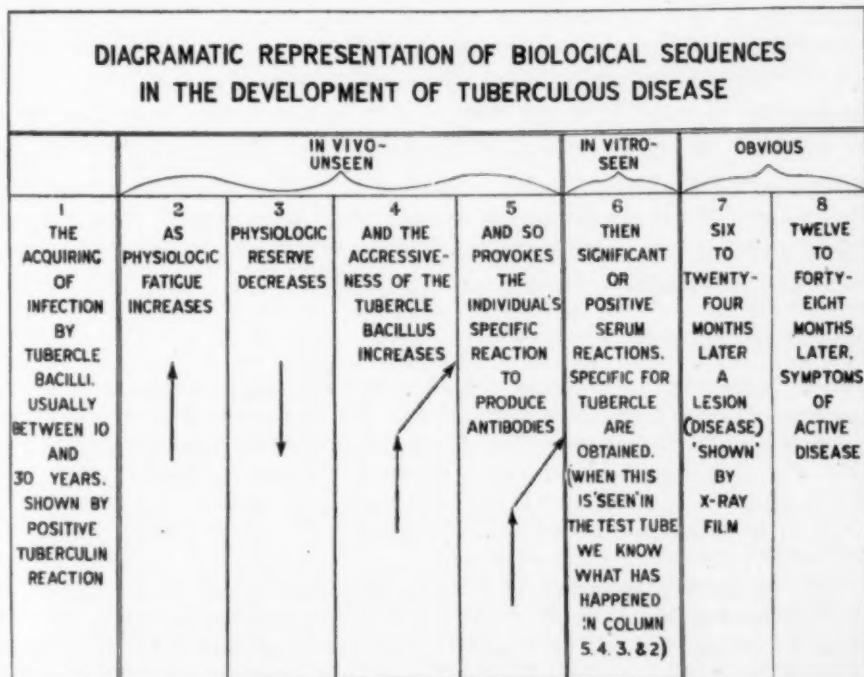 DIAGRAMATIC REPRESENTATION OF BIOLOGICAL SEQUENCES
IN THE DEVELOPMENT OF TUBERCULOUS DISEASE
IN VIVO-
UNSEEN
IN VITRO-
SEEN
OBVIOUS
1
THE
ACQUIRING
OF
INFECTION
BY
TUBERCLE
BACILLI.
USUALLY
BETWEEN 10
AND
30 YEARS.
SHOWN BY
POSITIVE
TUBERCULIN
REACTION
2
AS
PHYSIOLOGIC
FATIGUE
INCREASES
3
PHYSIOLOGIC
RESERVE
DECREASES
4
AND THE
AGGRESSIVE-
NESS OF THE
TUBERCLE
BACILLUS
INCREASES
5
AND SO
PROVOKES
THE
INDIVIDUAL'S
SPECIFIC
REACTION
TO
PRODUCE
ANTIBODIES
6
THEN
SIGNIFICANT
OR
POSITIVE
SERUM
REACTIONS.
SPECIFIC FOR
TUBERCLE
ARE
OBTAINED.
(WHEN THIS
IS 'SEEN' IN
THE TEST TUBE
WE KNOW
WHAT HAS
HAPPENED
IN COLUMN
5. 4. 3. & 2)
7
SIX
TO
TWENTY-
FOUR
MONTHS
LATER
A
LESION
(DISEASE)
'SHOWN'
BY
X-RAY
FILM
8
TWELVE
TO
FORTY-
EIGHT
MONTHS
LATER.
SYMPTOMS
OF
ACTIVE
DISEASE